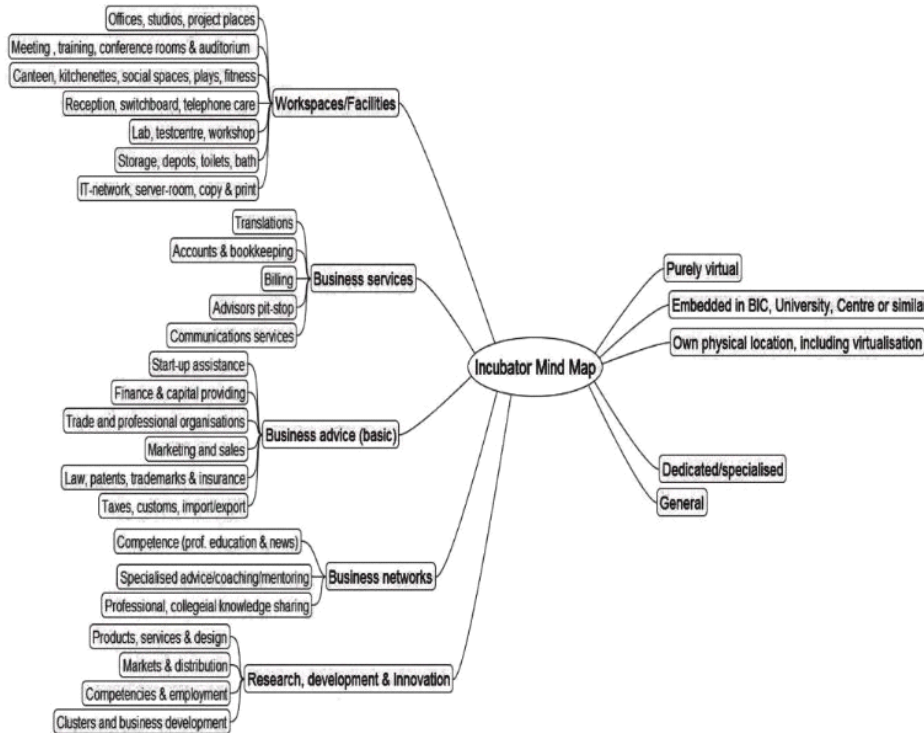 Offices, studios, project places
Meeting , training, conference rooms & auditorium
Canteen, kitchenettes, social spaces, plays, fitness
Reception, switchboard, telephone care
Lab, testcentre, workshop
Storage, depots, toilets, bath
IT-network, server-room, copy & print
Workspaces/Facilities
Translations
Accounts & bookkeeping
Billing
Advisors pit-stop
Communications services
Business services
Start-up assistance
Finance & capital providing
Trade and professional organisations
Marketing and sales
Law, patents, trademarks & insurance
Taxes, customs, import/export
Business advice (basic)
Competence (prof. education & news)
Specialised advice/coaching/mentoring
Professional, collegeial knowledge sharing
Business networks
Products, services & design
Markets & distribution
Competencies & employment
Clusters and business development
Research, development & Innovation
Incubator Mind Map
Purely virtual
Embedded in BIC, University, Centre or similar
Own physical location, including virtualisation
Dedicated/specialised
General